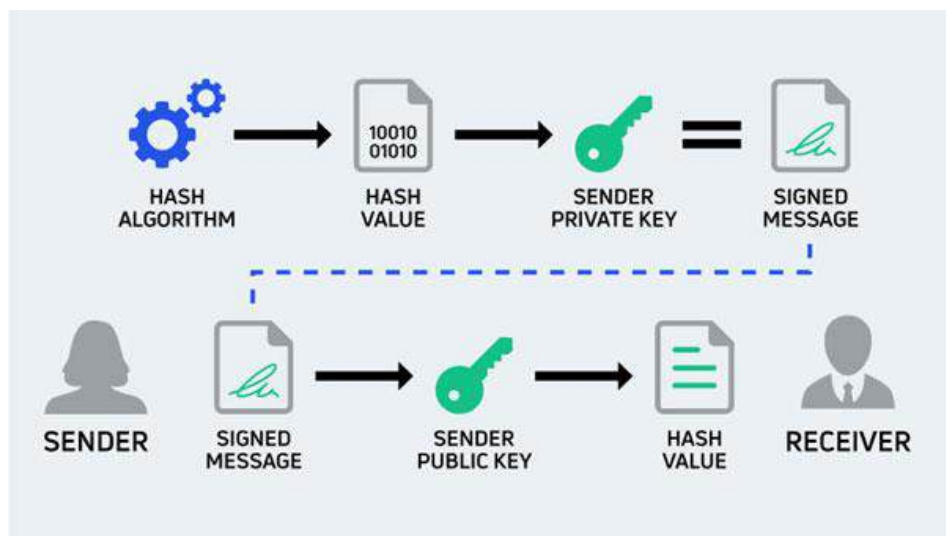 10010
01010
HASH
ALGORITHM
HASH
VALUE
SENDER
PRIVATE KEY
SIGNED
MESSAGE
SENDER
SIGNED
MESSAGE
SENDER
PUBLIC KEY
HASH
VALUE
RECEIVER